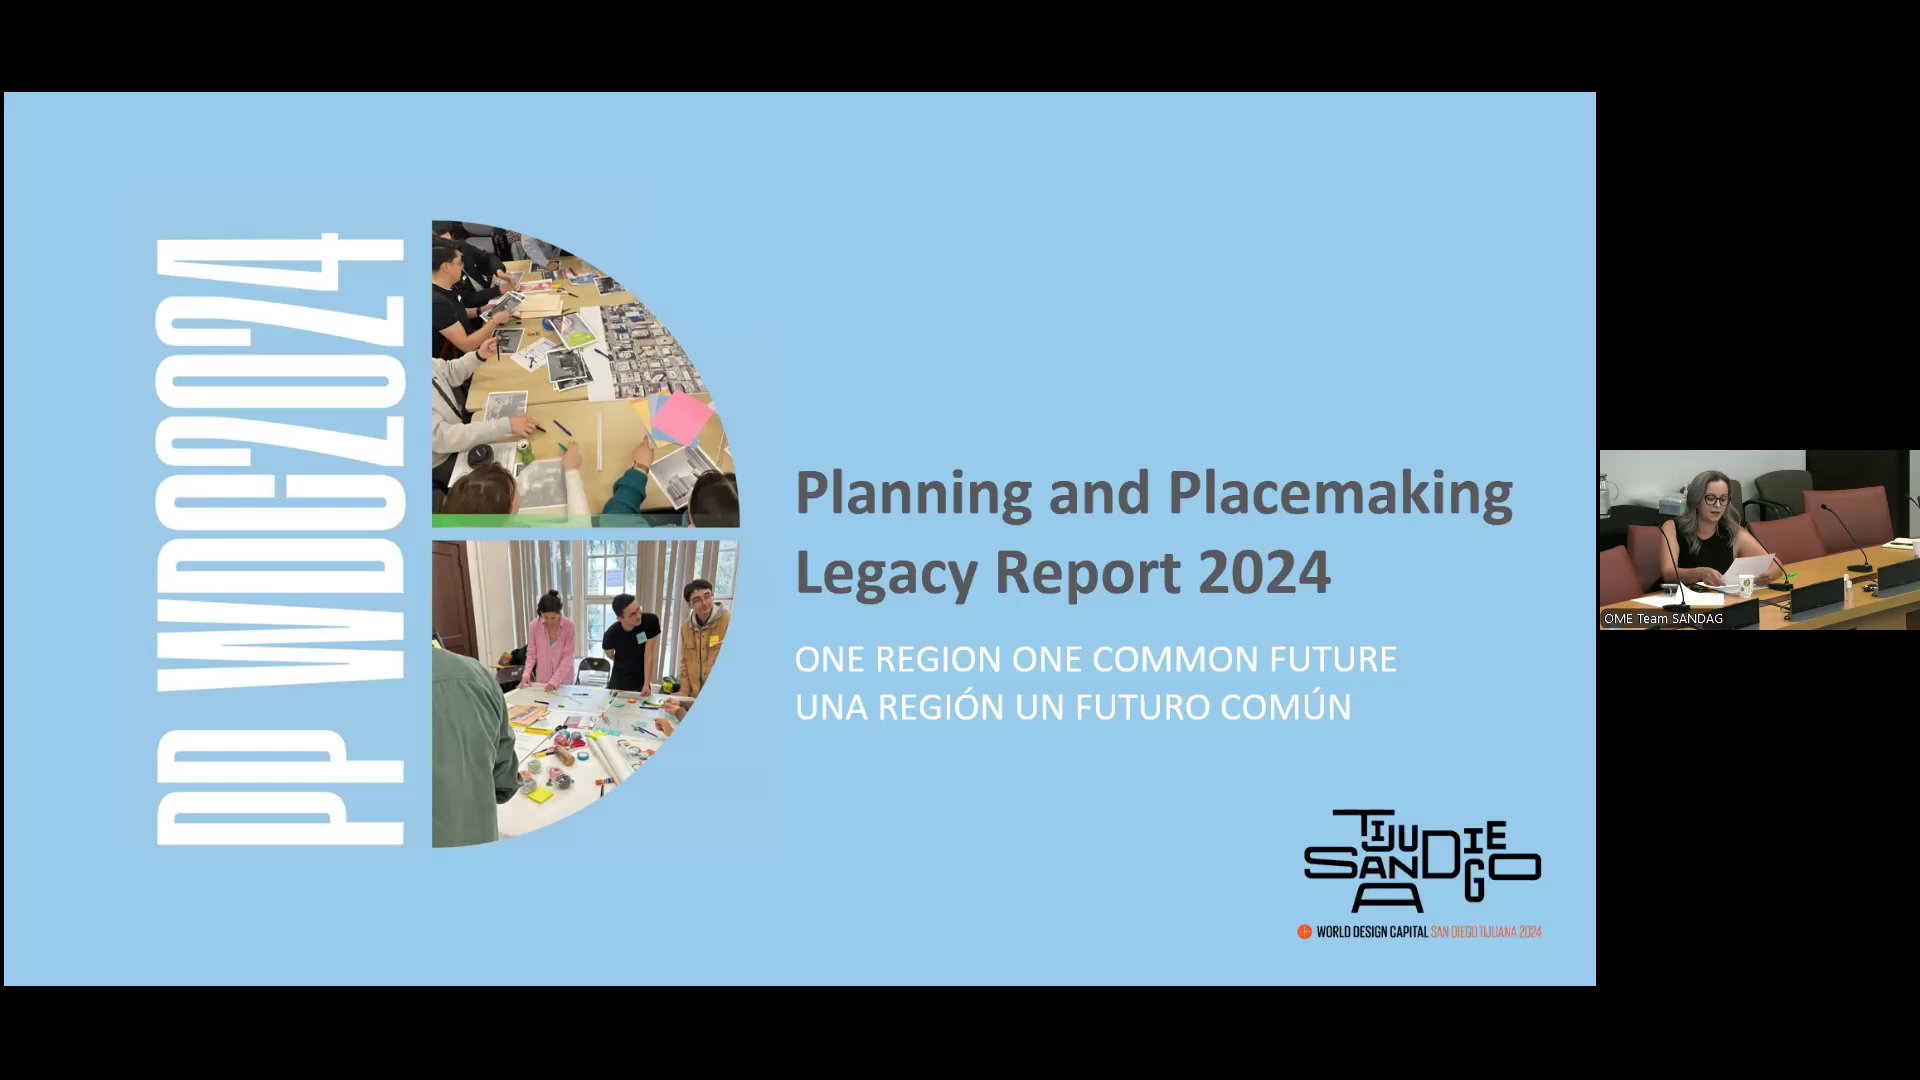 PP WDC2024
Planning and Placemaking
Legacy Report 2024
ONE REGION ONE COMMON FUTURE
UNA REGIÓN UN FUTURO COMÚN
TIJUANA
SAN DIEGO
WORLD DESIGN CAPITAL SAN DIEGO TIJUANA 2024
OME Team SANDAG